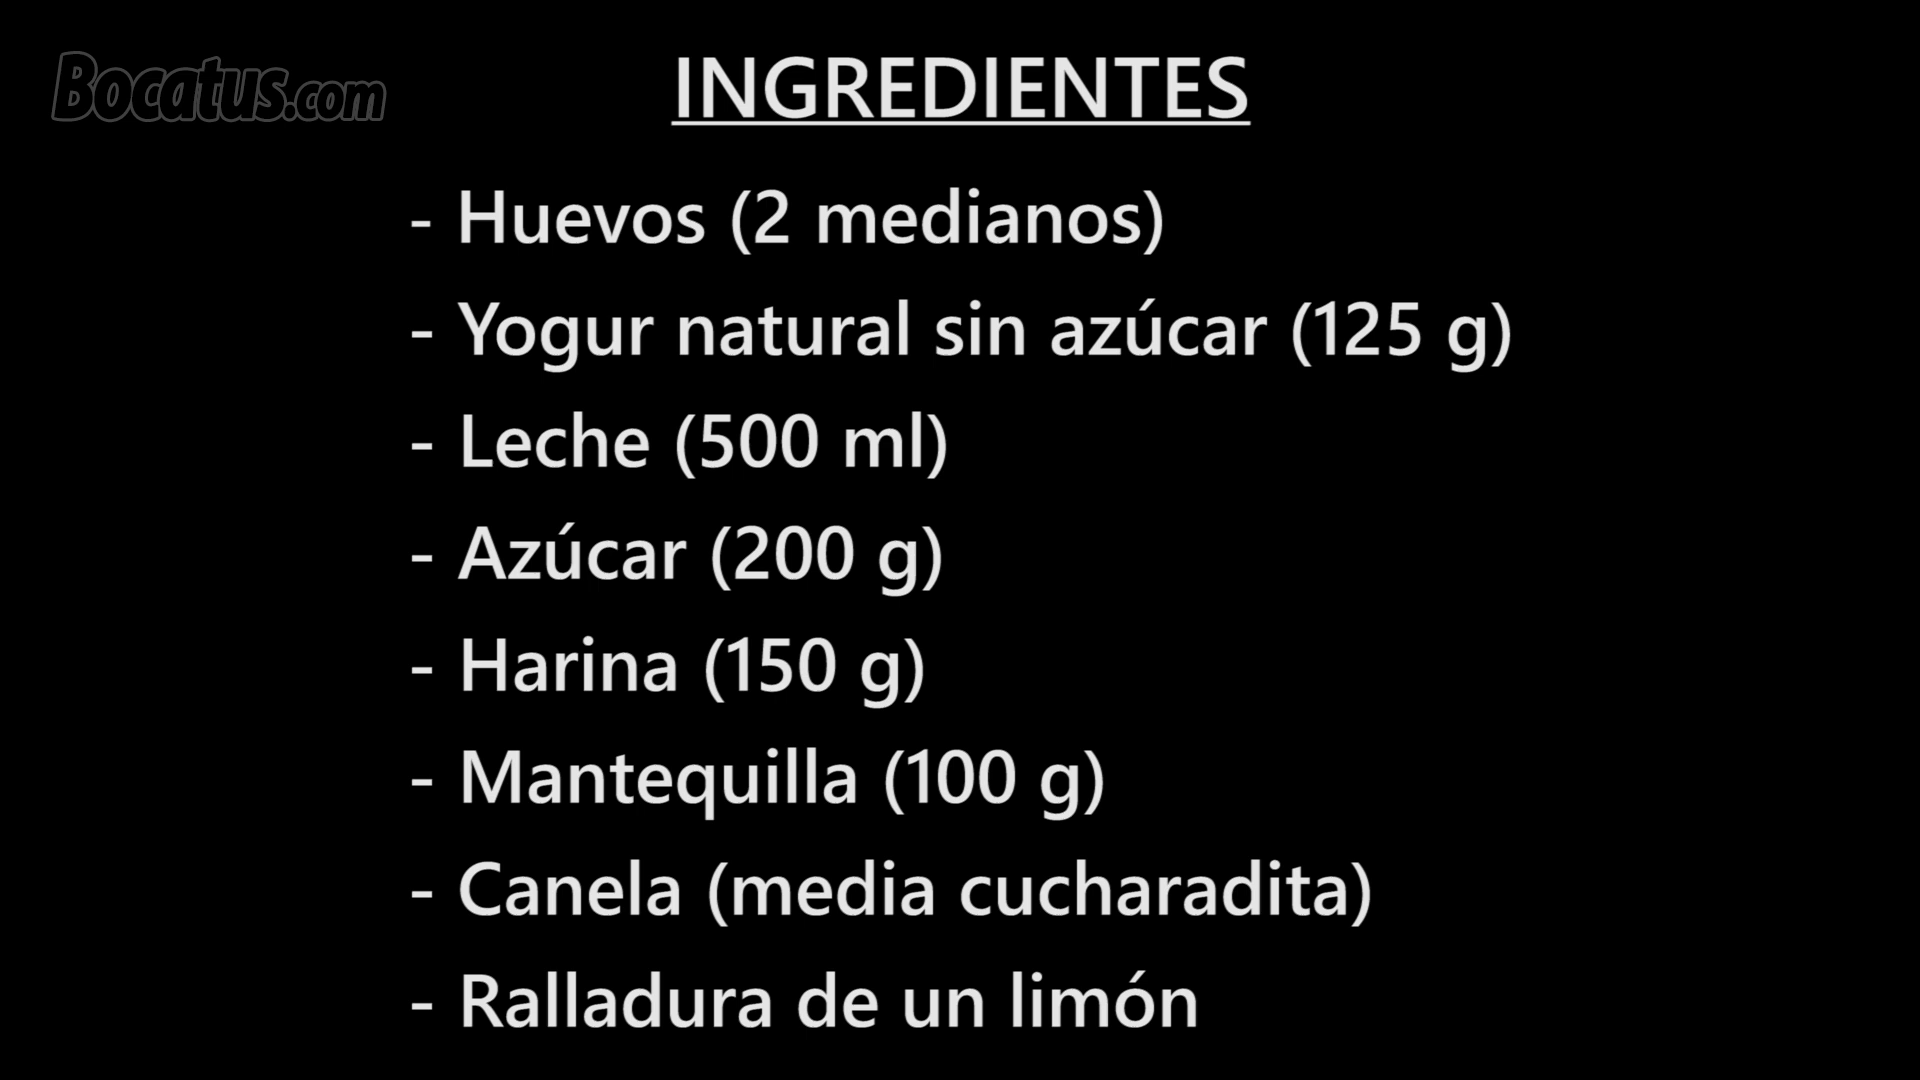 Bocatus.com
INGREDIENTES
- Huevos (2 medianos)
- Yogur natural sin azúcar (125 g)
- Leche (500 ml)
- Azúcar (200 g)
- Harina (150 g)
- Mantequilla (100 g)
- Canela (media cucharadita)
- Ralladura de un limón